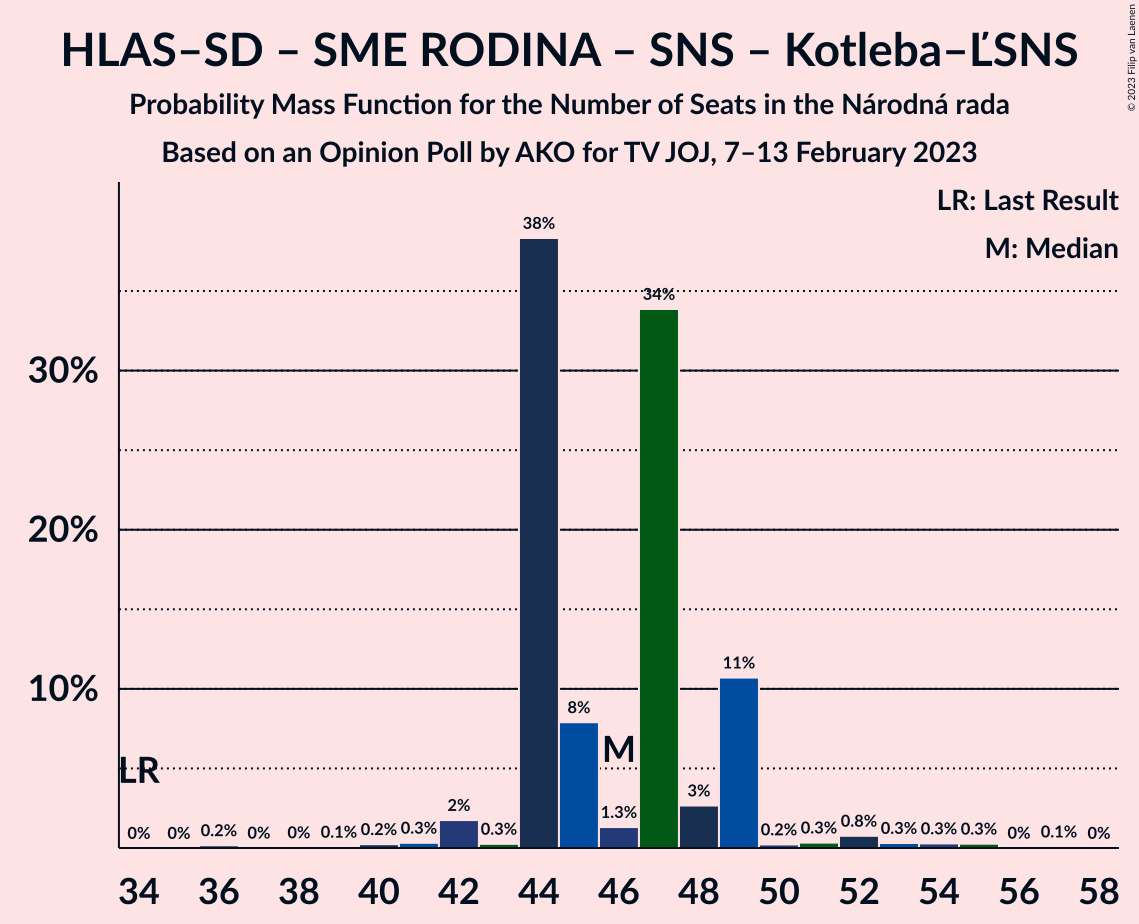 HLAS–SD – SME RODINA – SNS – Kotleba–ĽSNS
Probability Mass Function for the Number of Seats in the Národná rada
Based on an Opinion Poll by AKO for TV JOJ, 7–13 February 2023
© 2023 Filip van Laenen
LR: Last Result
M: Median
38%
34%
30%
20%
11%
10%
8%
M
LR
3%
2%
1.3%
0% 0% 0.2% 0% 0% 0.1% 0.2% 0.3% 0.3% 0.2% 0.3% 0.8% 0.3% 0.3% 0.3% 0% 0.1% 0%
34 36 38 40 42 44 46 48 50 52 54 56 58